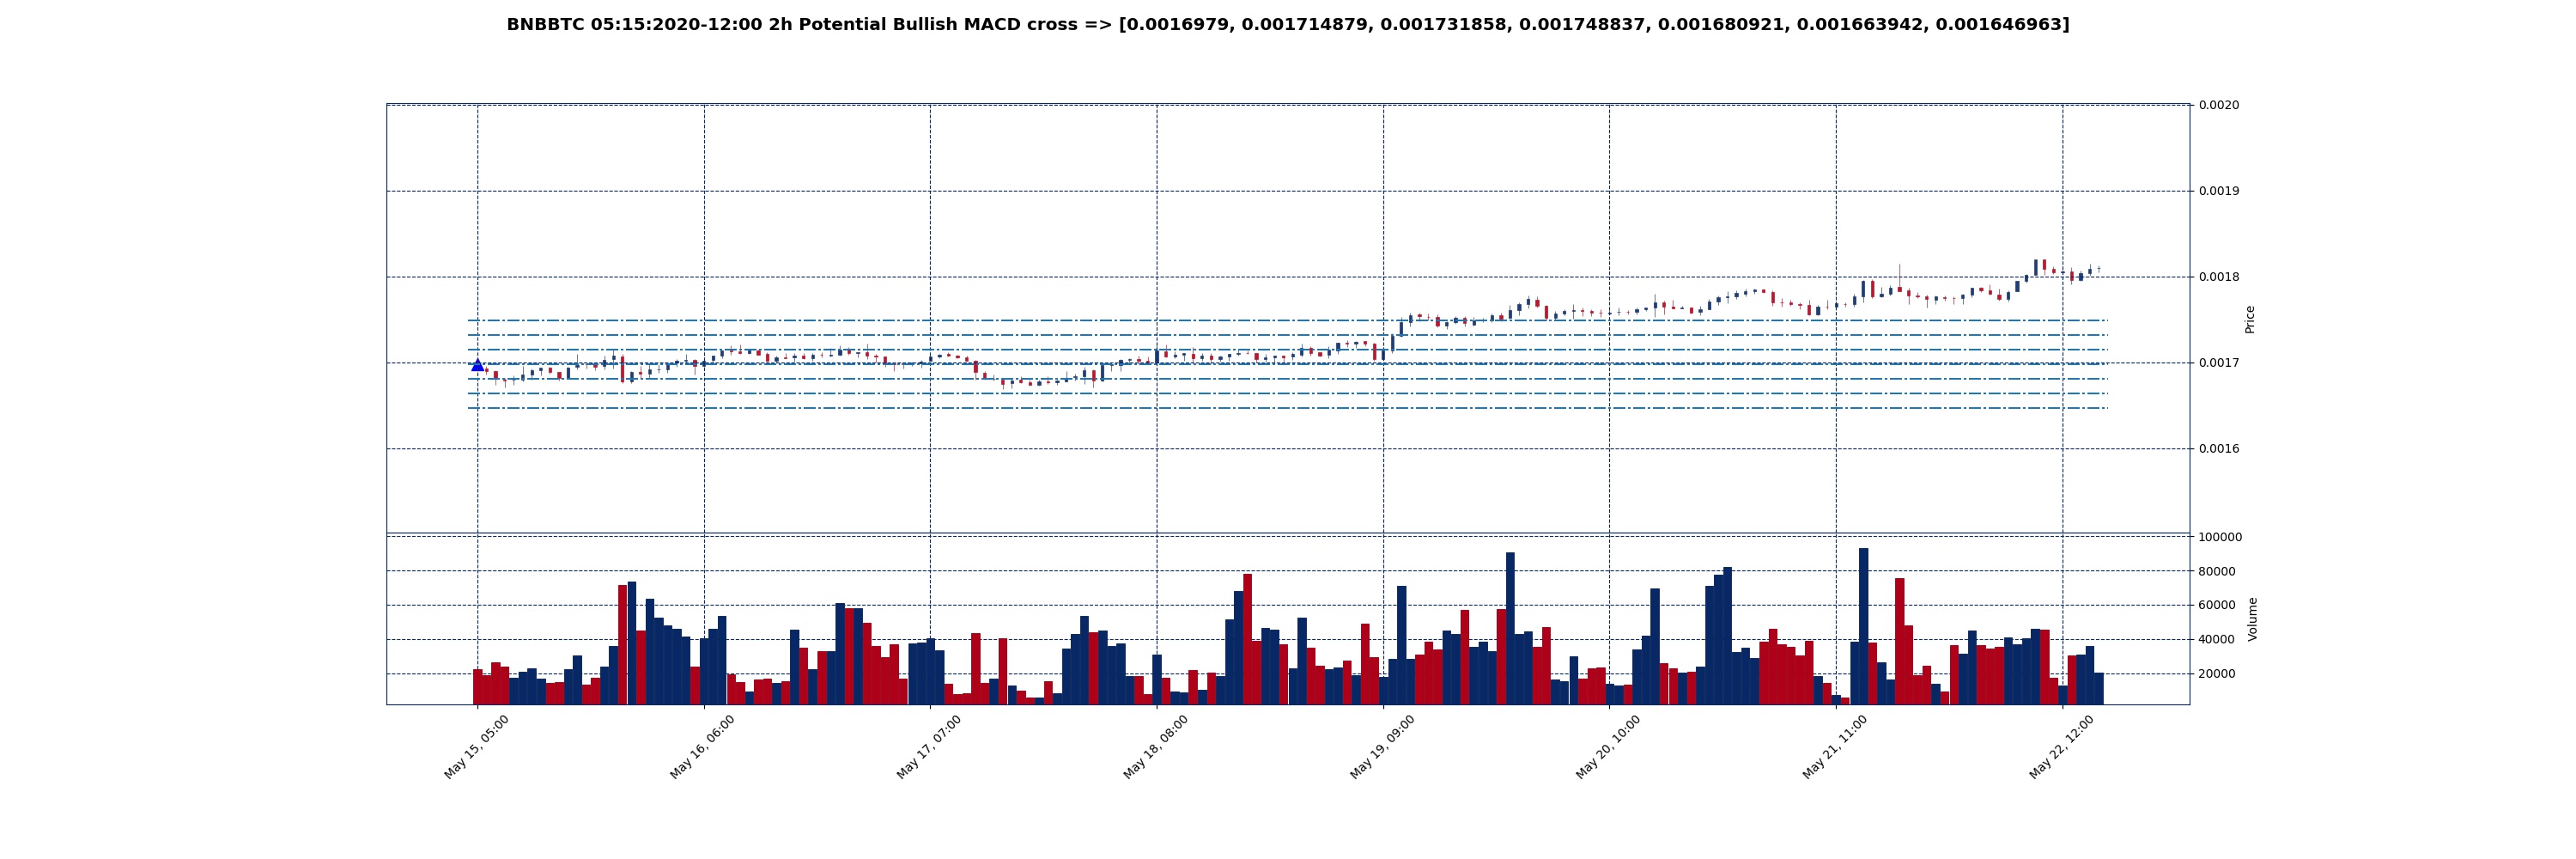 BNBBTC 05:15:2020-12:00 2h Potential Bullish MACD cross => [0.0016979, 0.001714879, 0.001731858, 0.001748837, 0.001680921, 0.001663942, 0.001646963]
0.0020
0.0019
0.0018
0.0017
0.0016
Price
100000
80000
60000
40000
20000
Volume
May 15, 05:00
May 16, 06:00
May 17, 07:00
May 18, 08:00
May 19, 09:00
May 20, 10:00
May 21, 11:00
May 22, 12:00